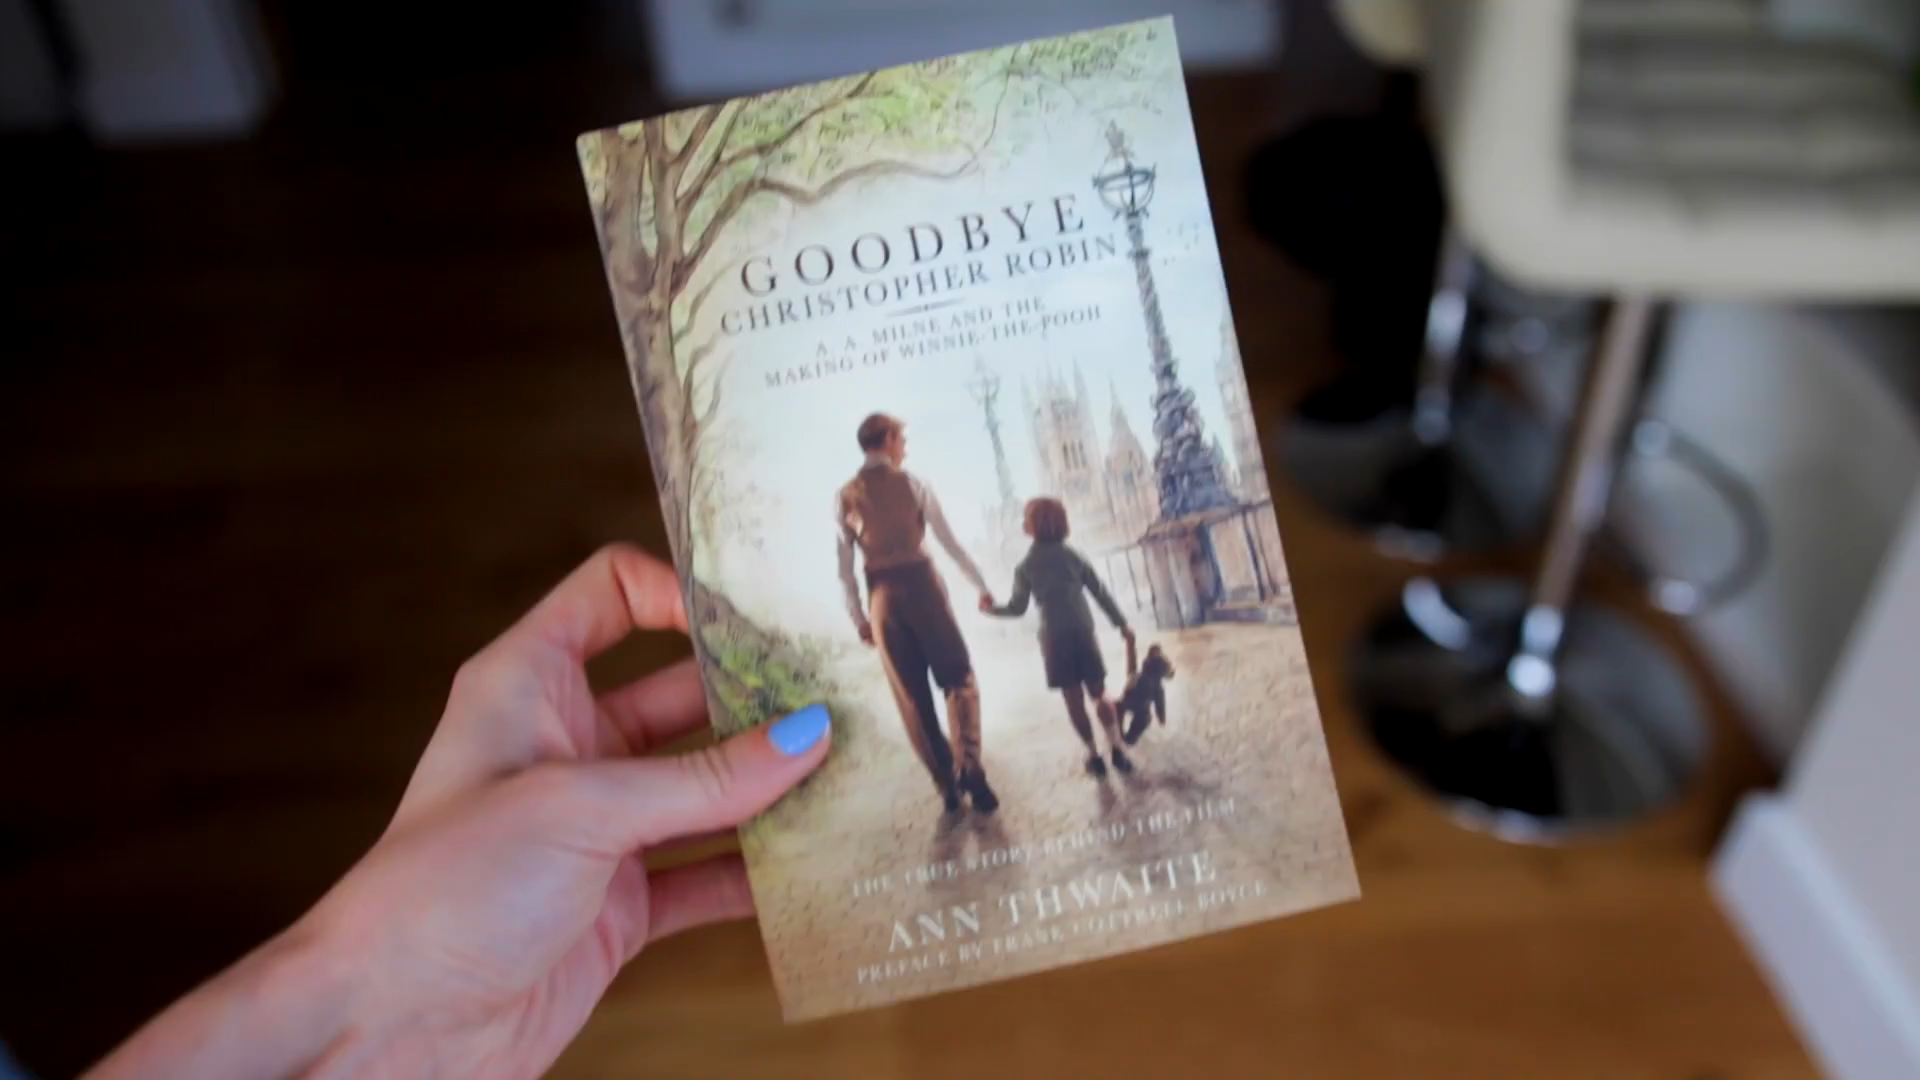 GOODBYE
CHRISTOPHER ROBIN
A. A. MILNE AND THE
MAKING OF WINNIE-THE-POOH
THE TRUE STORY BEHIND THE FILM
ANN THWAITE
PREFACE BY FRANK COTTRELL-BOYCE